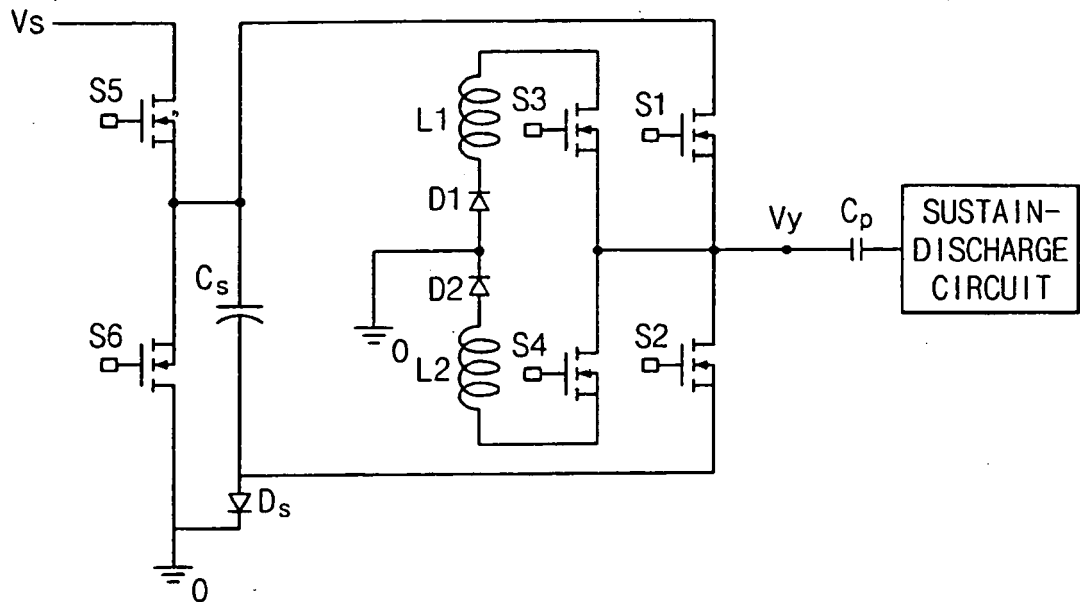 Vs
S5
S3
S1
L1
D1
Vy
Cp
SUSTAIN-
DISCHARGE
CIRCUIT
Cs
D2
0
S6
L2
S4
S2
Ds
0